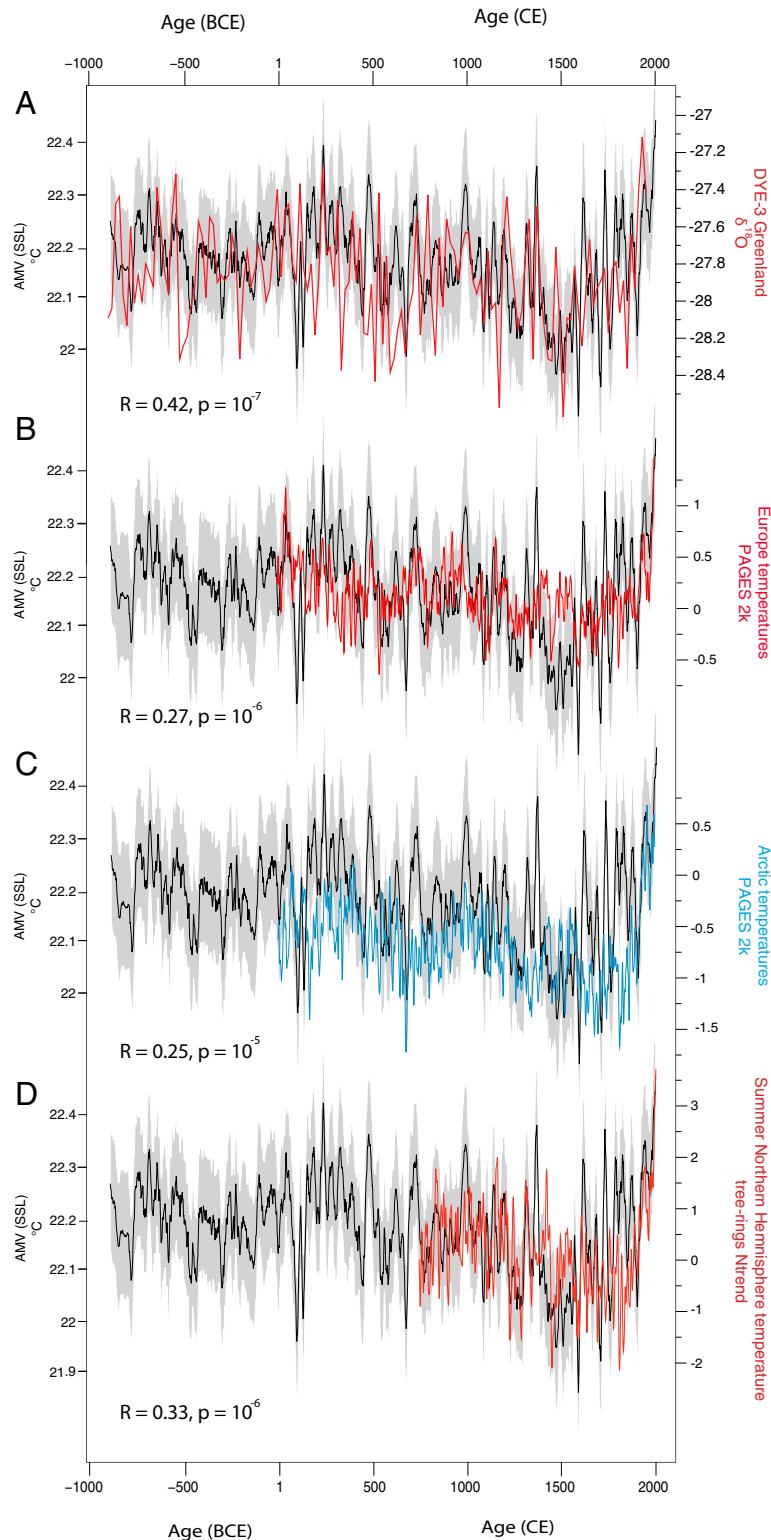 Age (BCE)
Age (CE)
−1000
−500
1
500
1000
1500
2000
A
22.4
22.3
22.2
22.1
22
AMV (SSL)
°C
-27
-27.2
-27.4
-27.6
-27.8
-28
-28.2
-28.4
DYE-3 Greenland
δ¹⁸O
R = 0.42, p = 10⁻⁷
B
22.4
22.3
22.2
22.1
22
AMV (SSL)
°C
1
0.5
0
-0.5
Europe temperatures
PAGES 2k
R = 0.27, p = 10⁻⁶
C
22.4
22.3
22.2
22.1
22
AMV (SSL)
°C
0.5
0
-0.5
-1
-1.5
Arctic temperatures
PAGES 2k
R = 0.25, p = 10⁻⁵
D
22.4
22.3
22.2
22.1
22
21.9
AMV (SSL)
°C
3
2
1
0
-1
-2
Summer Northern Hemnisphere temperature
tree-rings Ntrend
R = 0.33, p = 10⁻⁶
−1000
−500
1
500
1000
1500
2000
Age (BCE)
Age (CE)